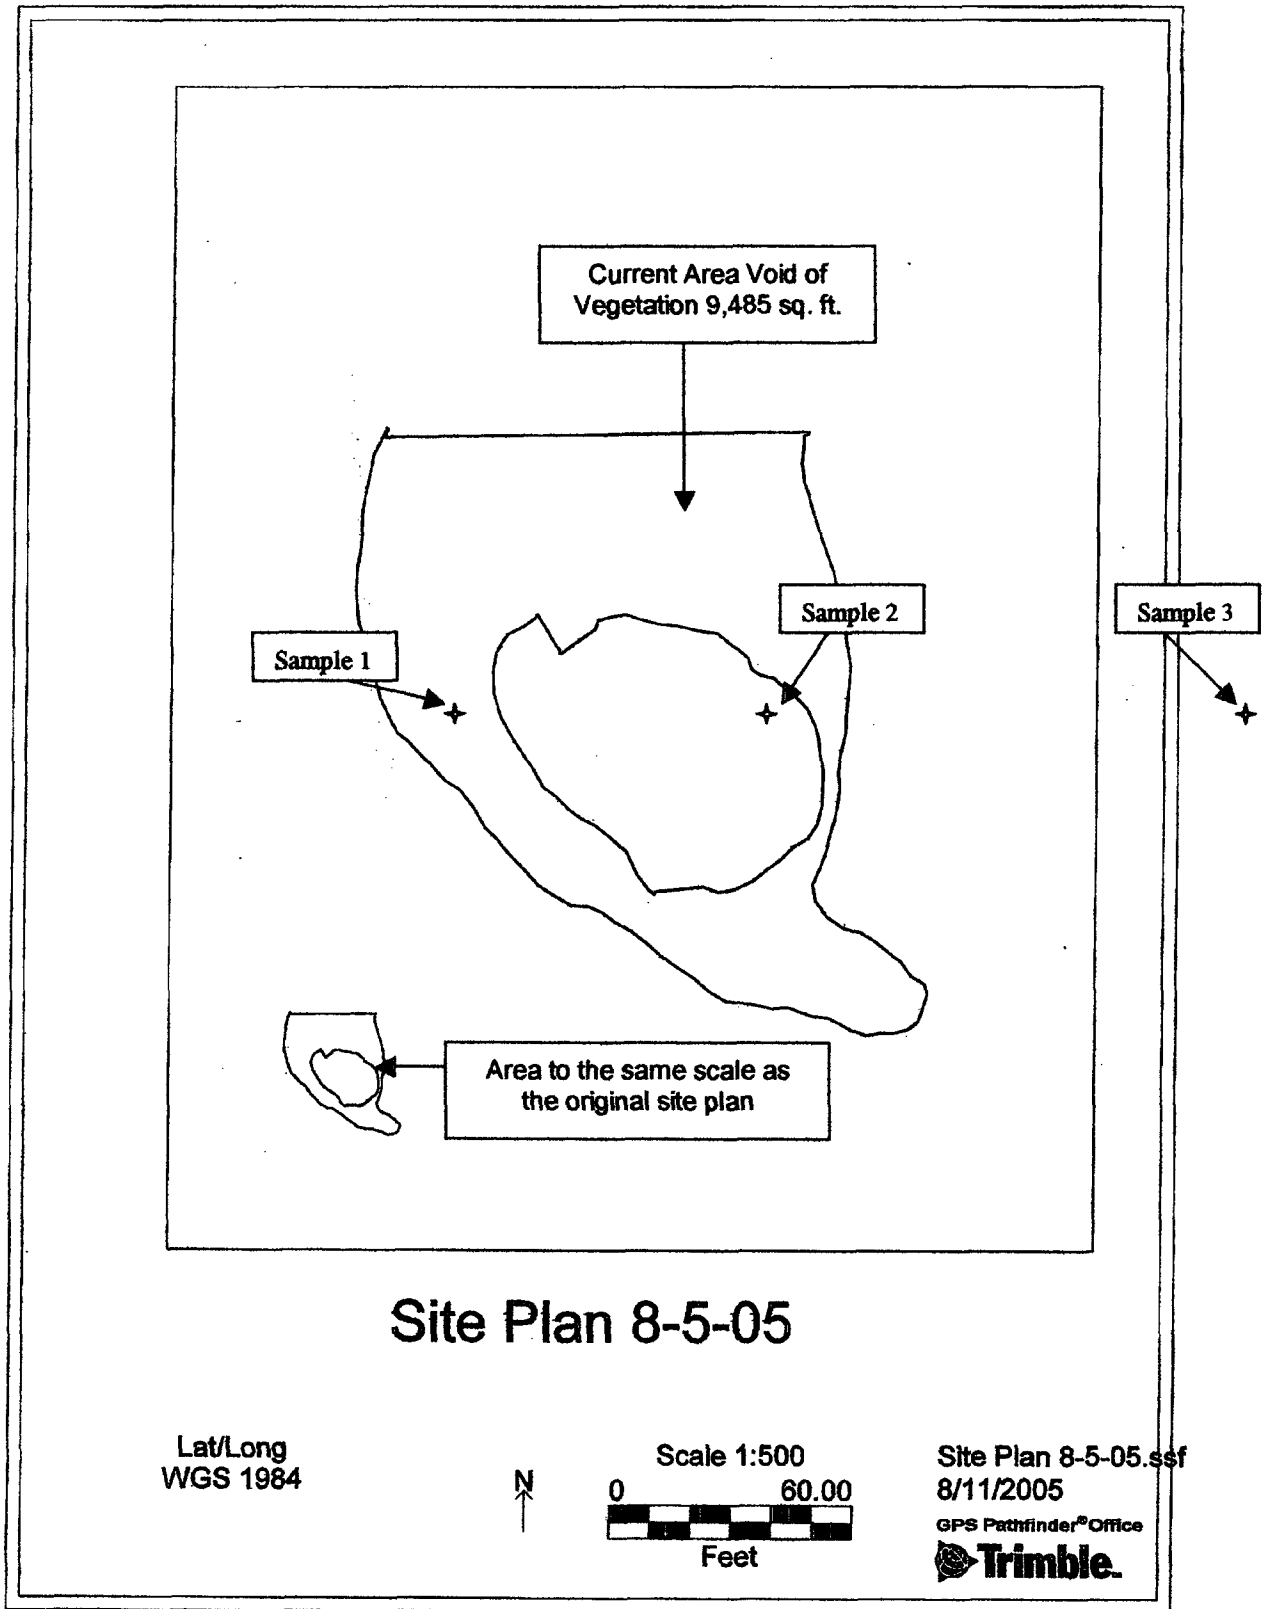 Current Area Void of
Vegetation 9,485 sq. ft.
Sample 2
Sample 3
Sample 1
Area to the same scale as
the original site plan
Site Plan 8-5-05
Lat/Long
WGS 1984
N
Scale 1:500
0 60.00
Feet
Site Plan 8-5-05.ssf
8/11/2005
GPS Pathfinder®Office
Trimble™